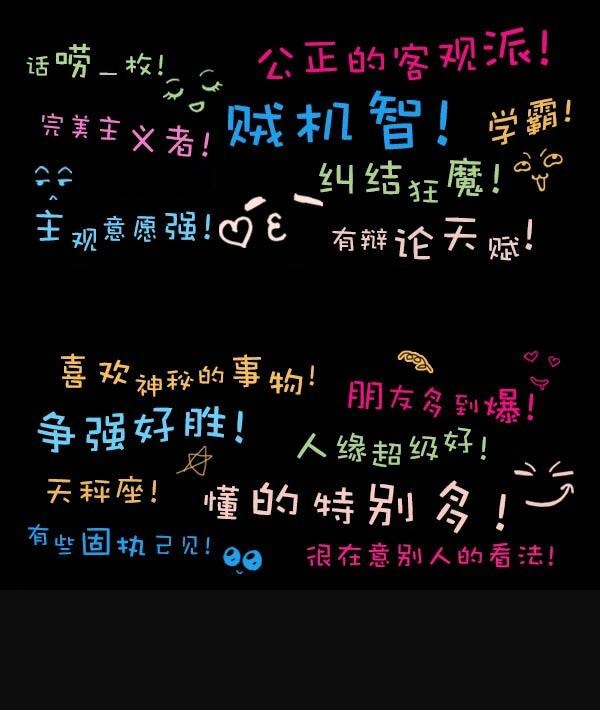 话唠一枚!
公正的客观派!
完美主义者!
贼机智!
学霸!
纠结狂魔!
主观意愿强!
有辩论天赋!
喜欢神秘的事物!
朋友多到爆!
争强好胜!
人缘超级好!
天秤座!
懂的特别多!
有些固执己见!
很在意别人的看法!